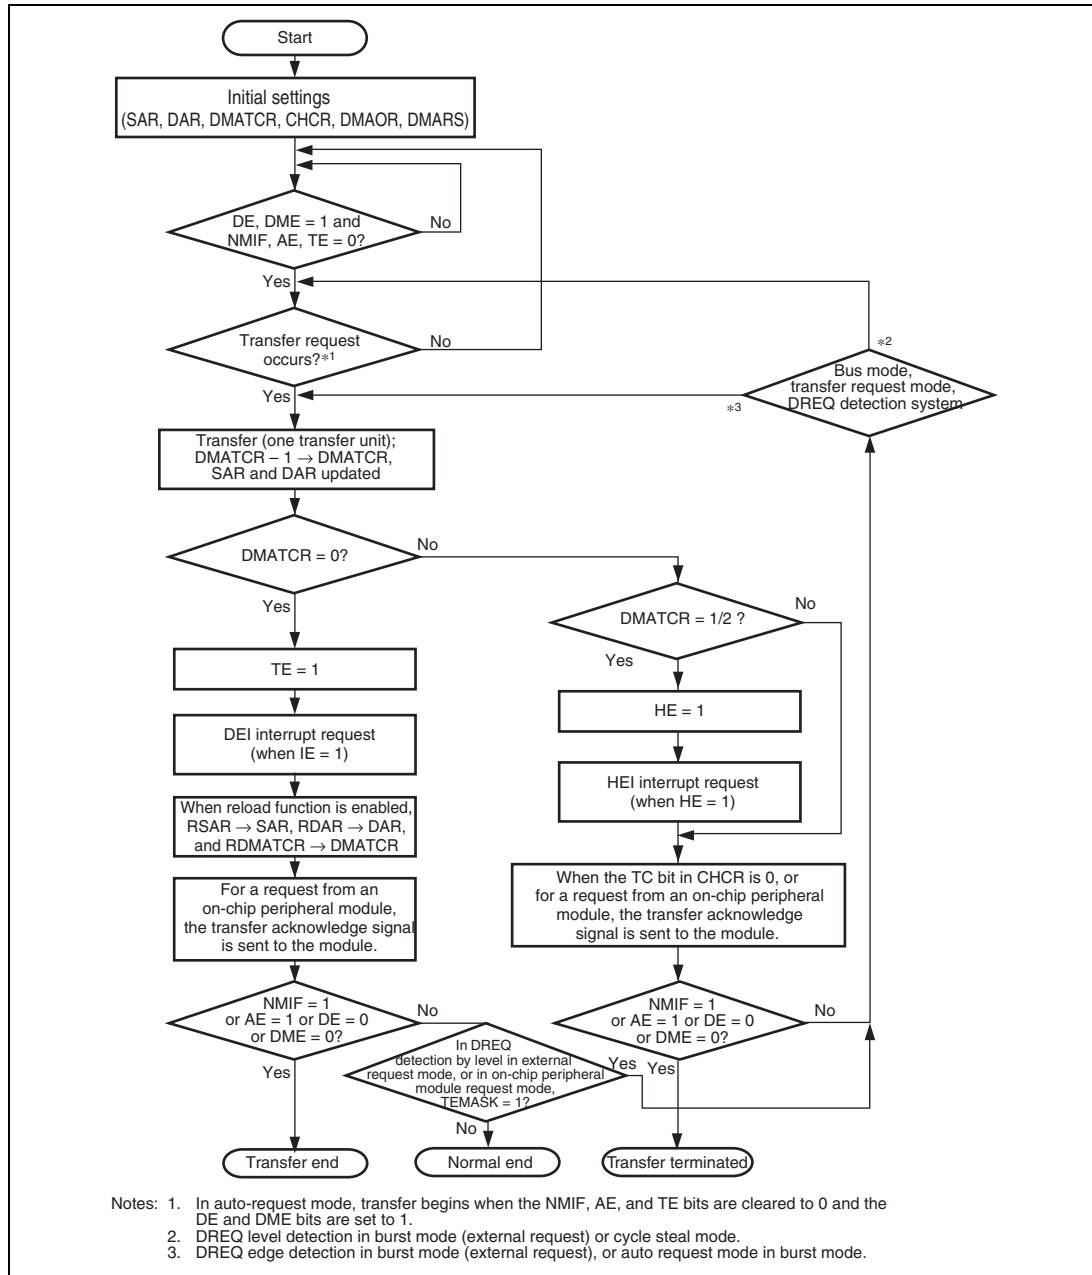 Start
Initial settings
(SAR, DAR, DMATCR, CHCR, DMAOR, DMARS)
DE, DME = 1 and
NMIF, AE, TE = 0?
No
Yes
Transfer request
occurs?*1
No
Yes
*2
Bus mode,
transfer request mode,
DREQ detection system
*3
Transfer (one transfer unit);
DMATCR – 1 → DMATCR,
SAR and DAR updated
DMATCR = 0?
No
Yes
DMATCR = 1/2 ?
No
Yes
TE = 1
HE = 1
DEI interrupt request
(when IE = 1)
HEI interrupt request
(when HE = 1)
When reload function is enabled,
RSAR → SAR, RDAR → DAR,
and RDMATCR → DMATCR
For a request from an
on-chip peripheral module,
the transfer acknowledge signal
is sent to the module.
When the TC bit in CHCR is 0, or
for a request from an on-chip peripheral
module, the transfer acknowledge
signal is sent to the module.
NMIF = 1
or AE = 1 or DE = 0
or DME = 0?
No
Yes
In DREQ
detection by level in external
request mode, or in on-chip peripheral
module request mode,
TEMASK = 1?
Yes
No
NMIF = 1
or AE = 1 or DE = 0
or DME = 0?
No
Yes
Transfer end
Normal end
Transfer terminated
Notes: 1. In auto-request mode, transfer begins when the NMIF, AE, and TE bits are cleared to 0 and the
DE and DME bits are set to 1.
2. DREQ level detection in burst mode (external request) or cycle steal mode.
3. DREQ edge detection in burst mode (external request), or auto request mode in burst mode.